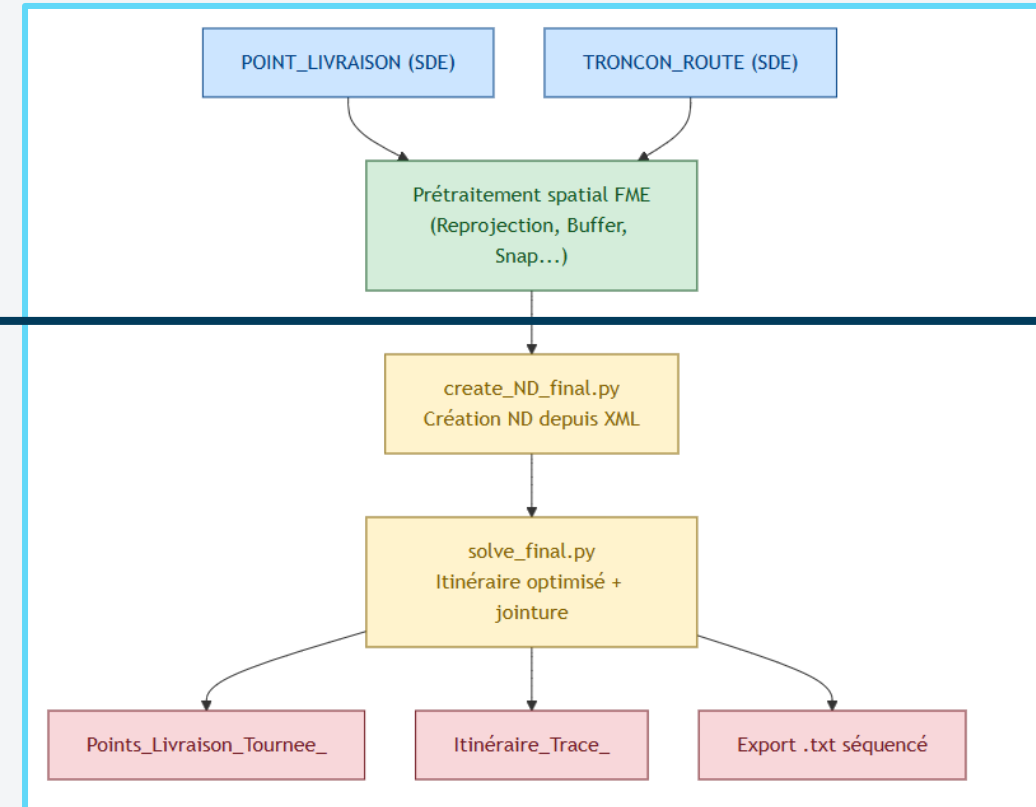 POINT_LIVRAISON (SDE)
TRONCON_ROUTE (SDE)
Prétraitement spatial FME
(Reprojection, Buffer,
Snap...)
create_ND_final.py
Création ND depuis XML
solve_final.py
Itinéraire optimisé +
jointure
Points_Livraison_Tournee_
Itinéraire_Trace_
Export .txt séquencé